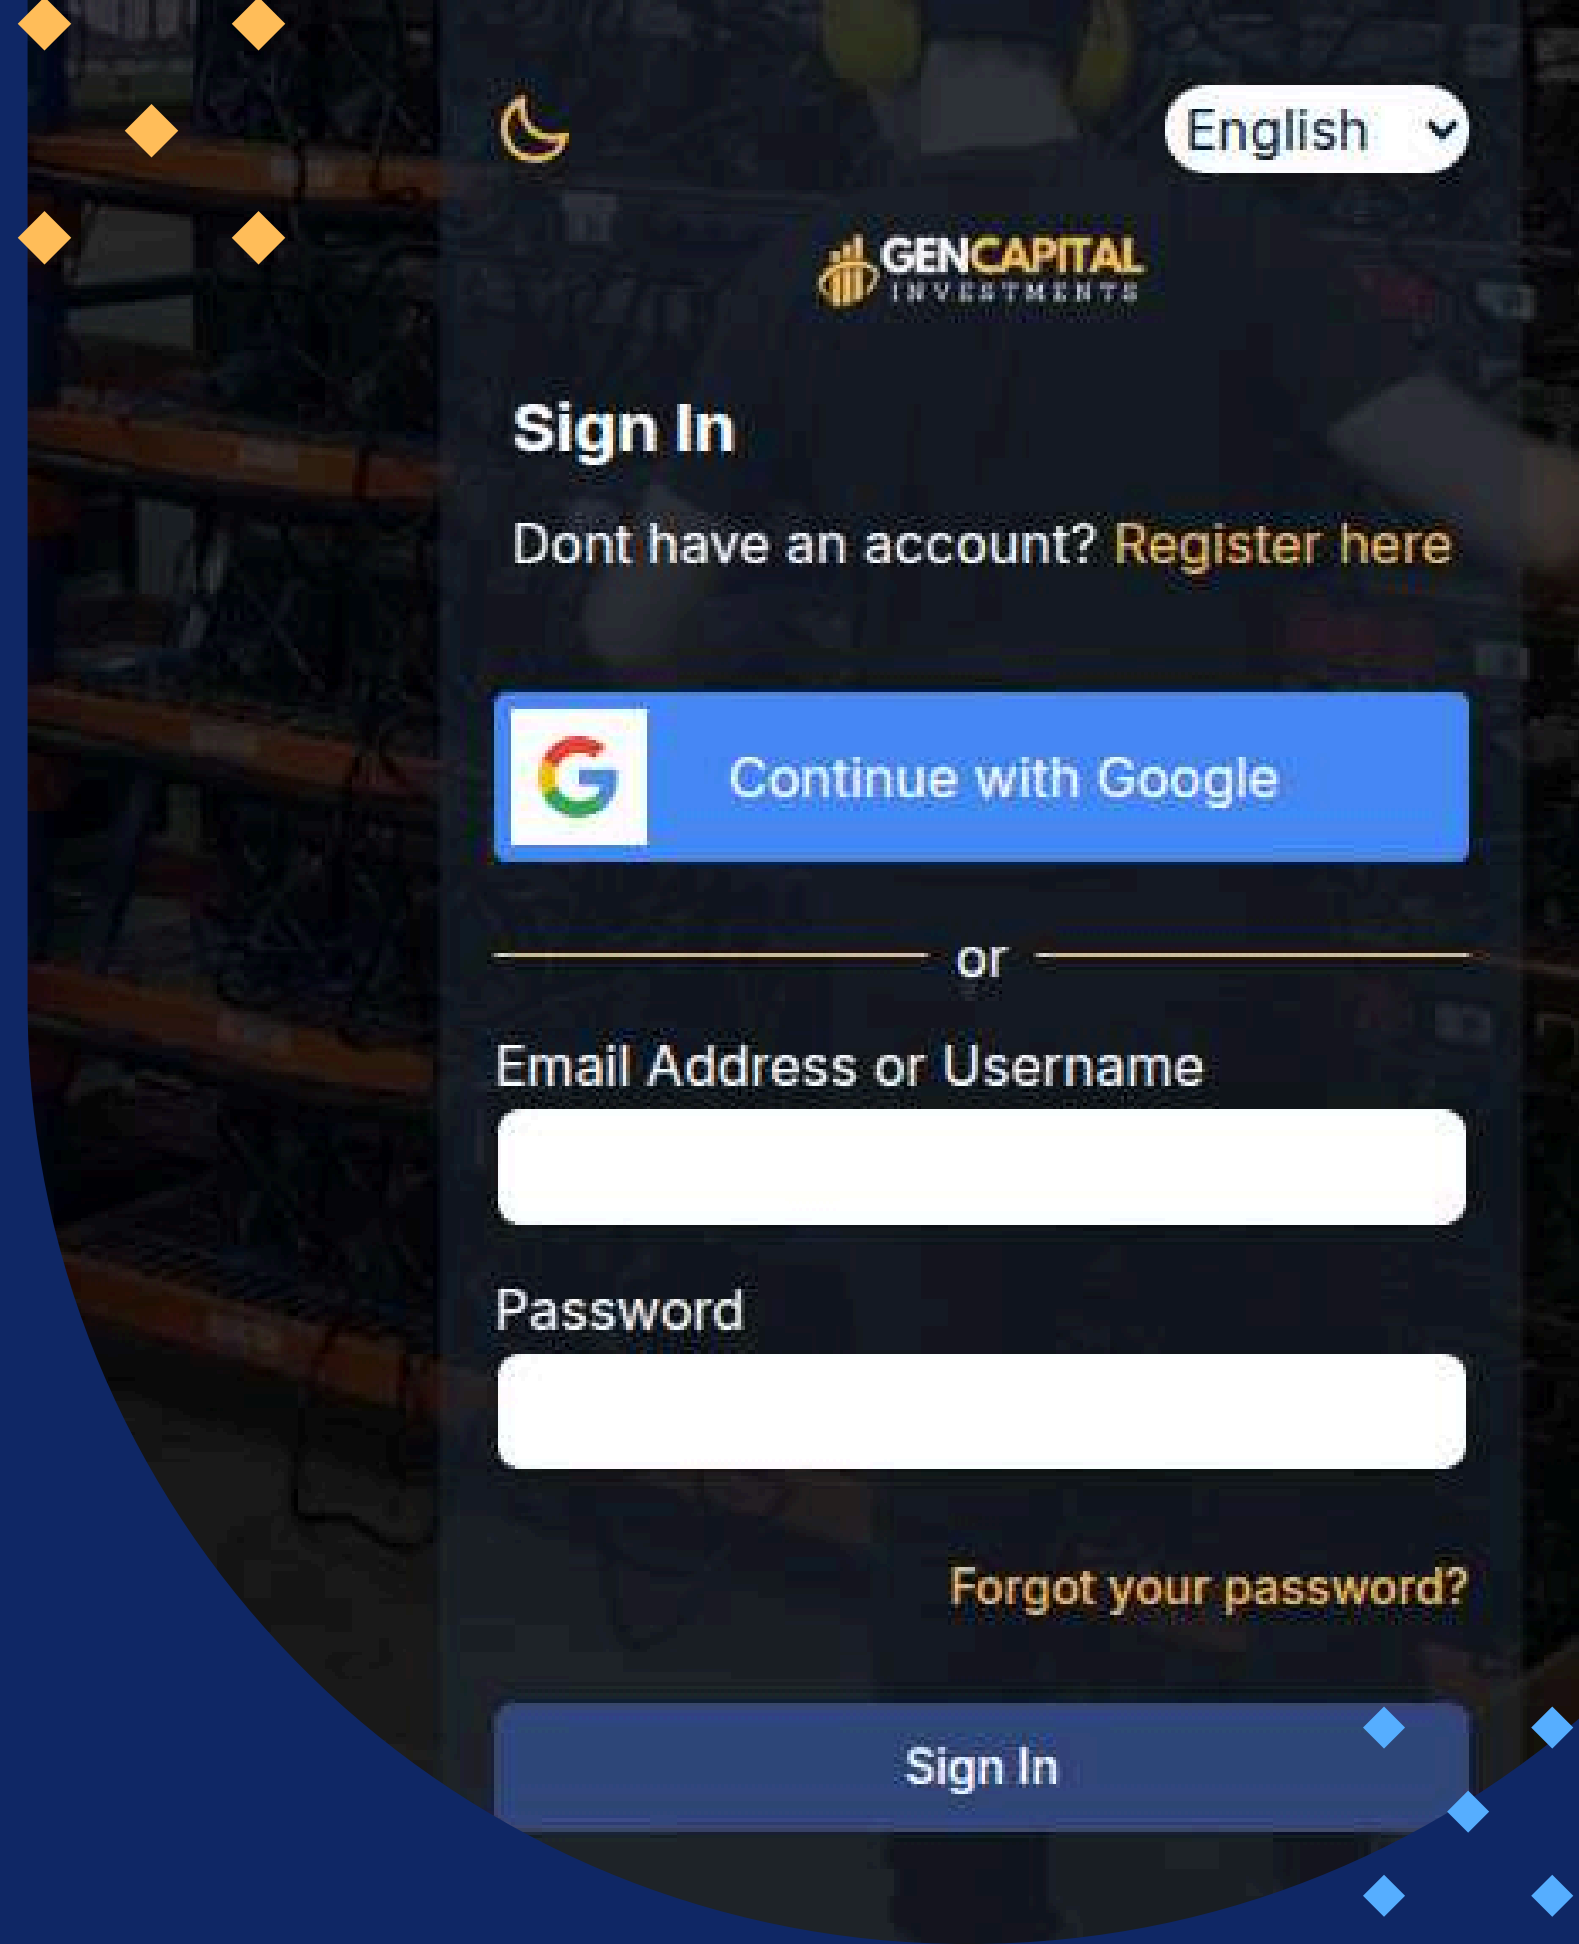 English
GENCAPITAL
INVESTMENTS
Sign In
Dont have an account? Register here
G
Continue with Google
or
Email Address or Username
Password
Forgot your password?
Sign In